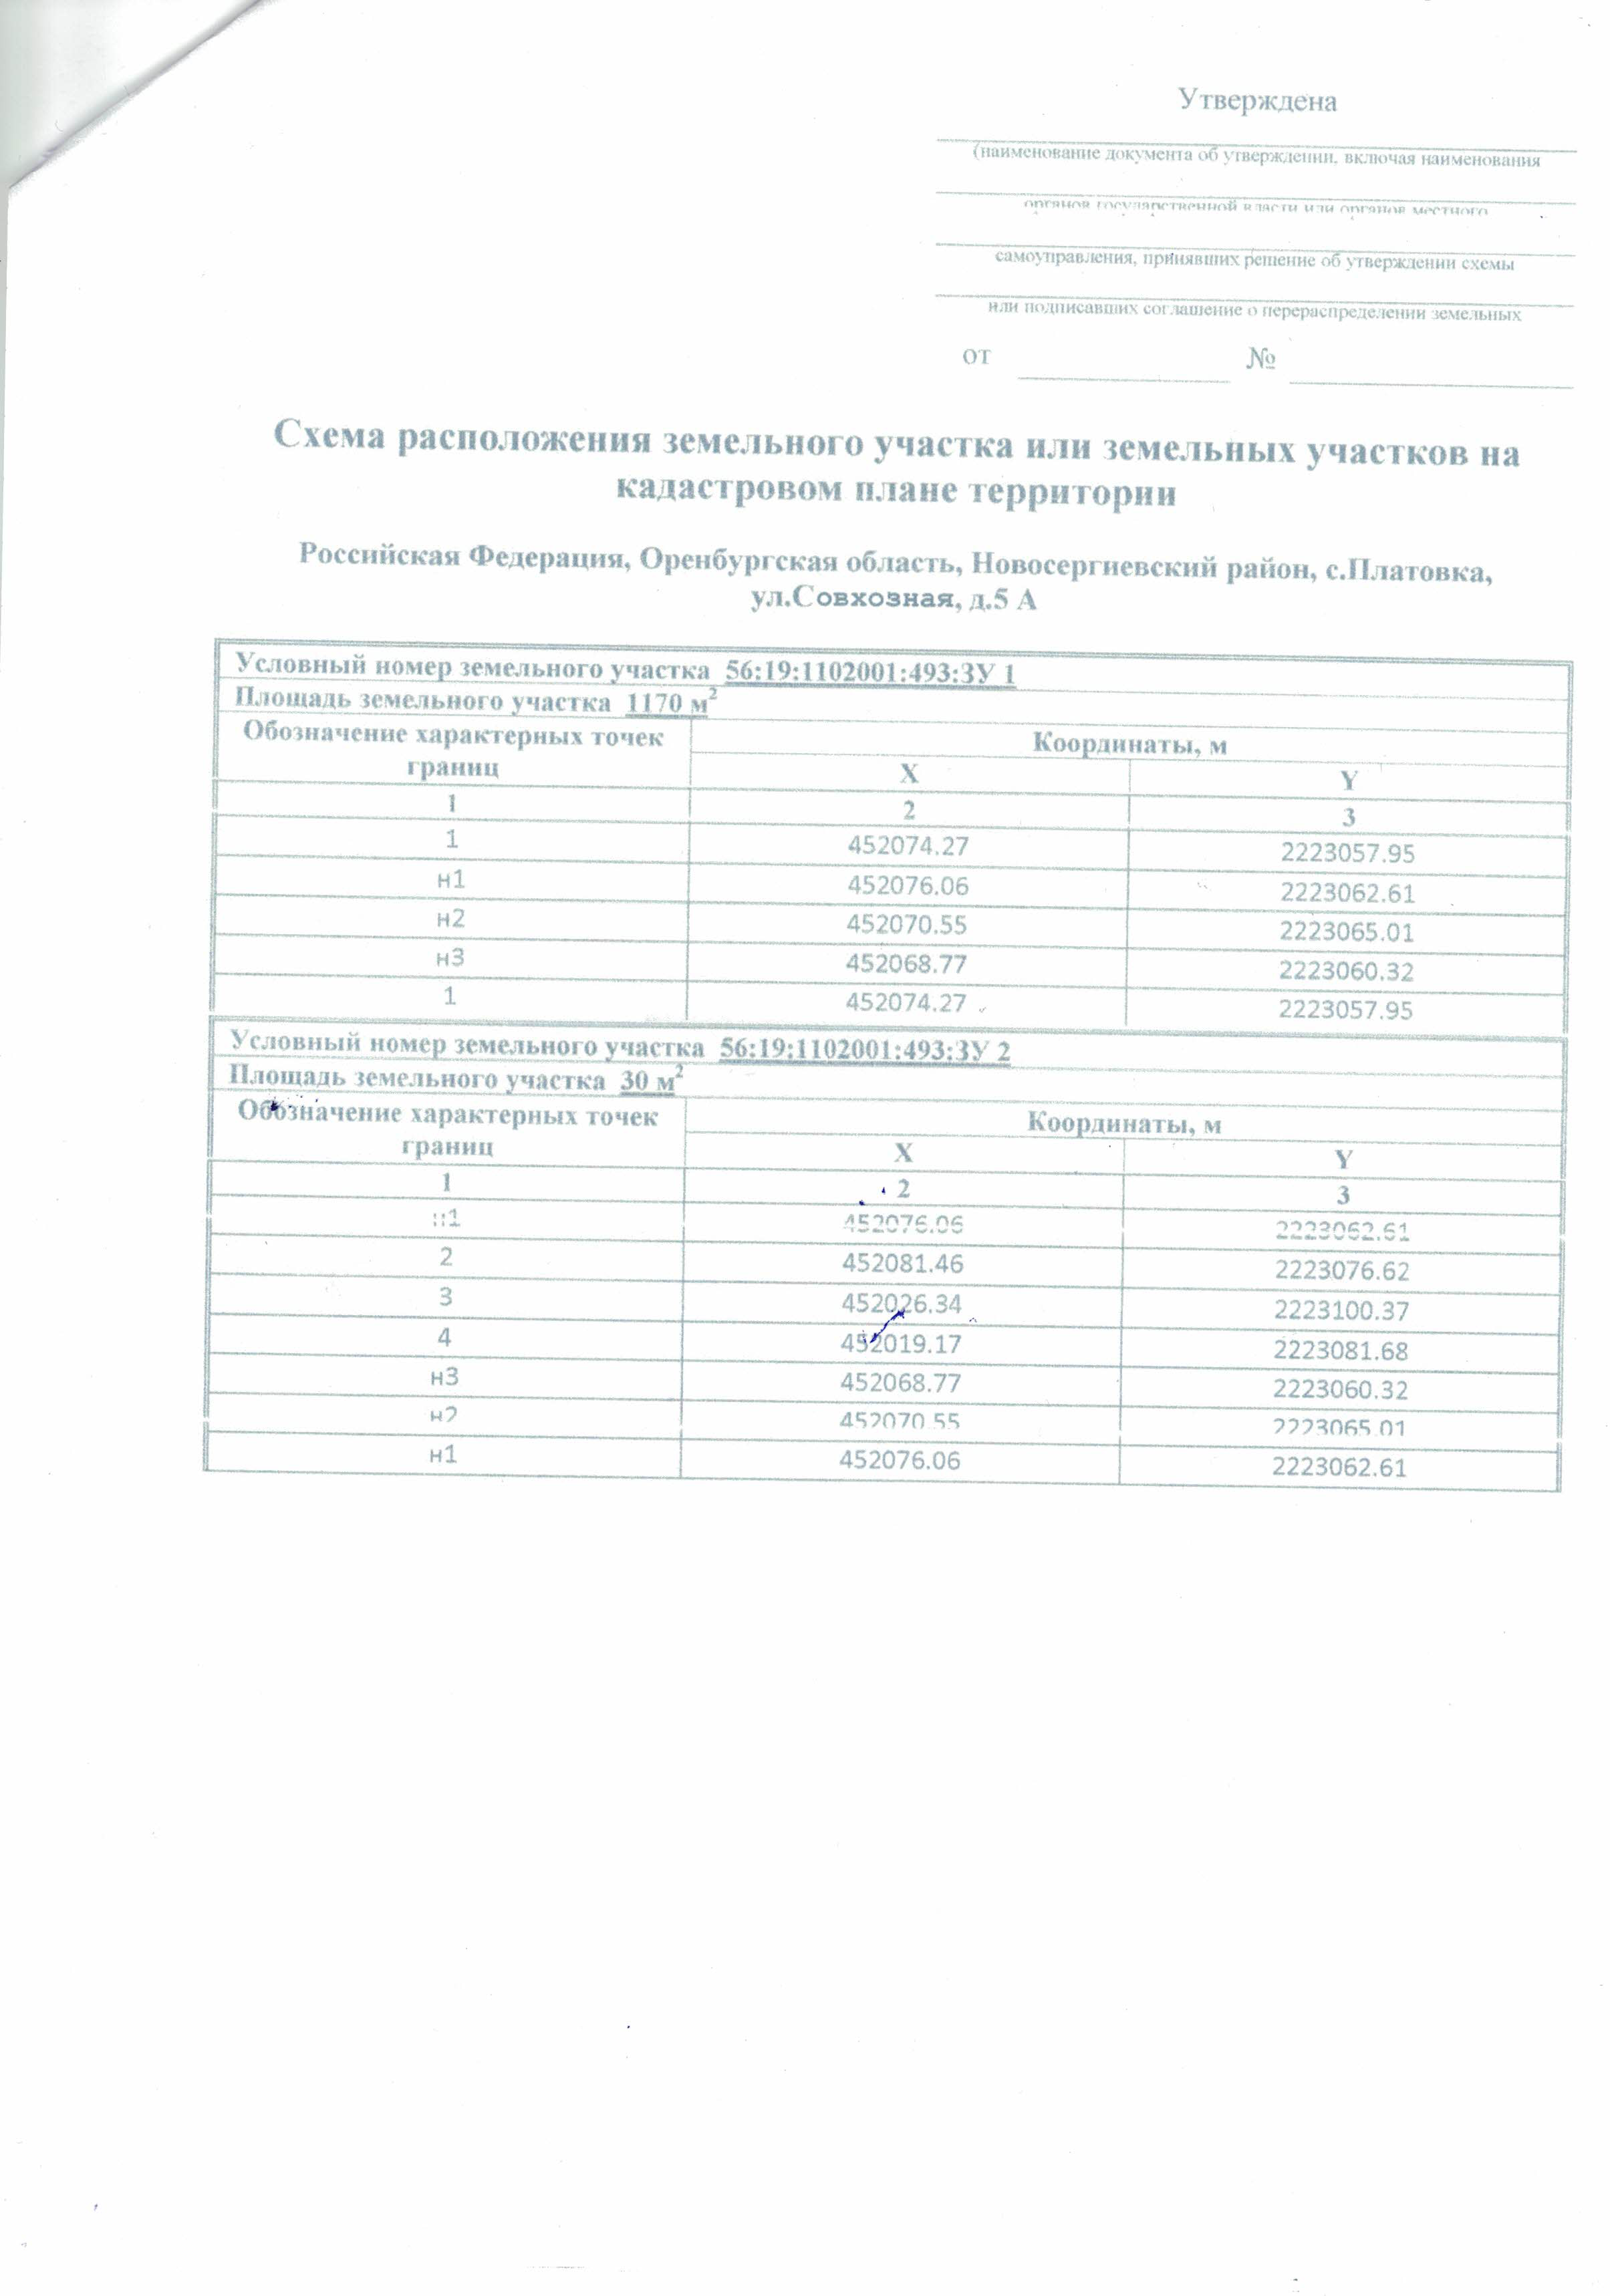 Утверждена
(наименование документа об утверждении, включая наименования
органов государственной власти или органов местного
самоуправления, принявших решение об утверждении схемы
или подписавших соглашение о перераспределении земельных
от № 
Схема расположения земельного участка или земельных участков на
кадастровом плане территории
Российская Федерация, Оренбургская область, Новосергиевский район, с.Платовка,
ул.Совхозная, д.5 А
Условный номер земельного участка 56:19:1102001:493:ЗУ 1
Площадь земельного участка 1170 м²
Обозначение характерных точек
границ
Координаты, м
X Y
1 2 3
1 452074.27 2223057.95
н1 452076.06 2223062.61
н2 452070.55 2223065.01
н3 452068.77 2223060.32
1 452074.27 2223057.95
Условный номер земельного участка 56:19:1102001:493:ЗУ 2
Площадь земельного участка 30 м²
Обозначение характерных точек
границ
Координаты, м
X Y
1 2 3
н1 452076.06 2223062.61
2 452081.46 2223076.62
3 452026.34 2223100.37
4 452019.17 2223081.68
н3 452068.77 2223060.32
н2 452070.55 2223065.01
н1 452076.06 2223062.61